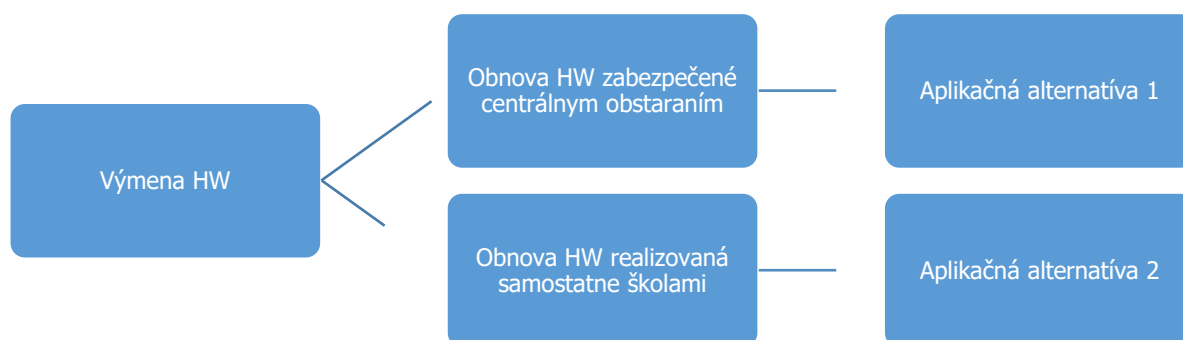 Výmena HW
Obnova HW zabezpečené
centrálnym obstaraním
Aplikačná alternatíva 1
Obnova HW realizovaná
samostatne školami
Aplikačná alternatíva 2